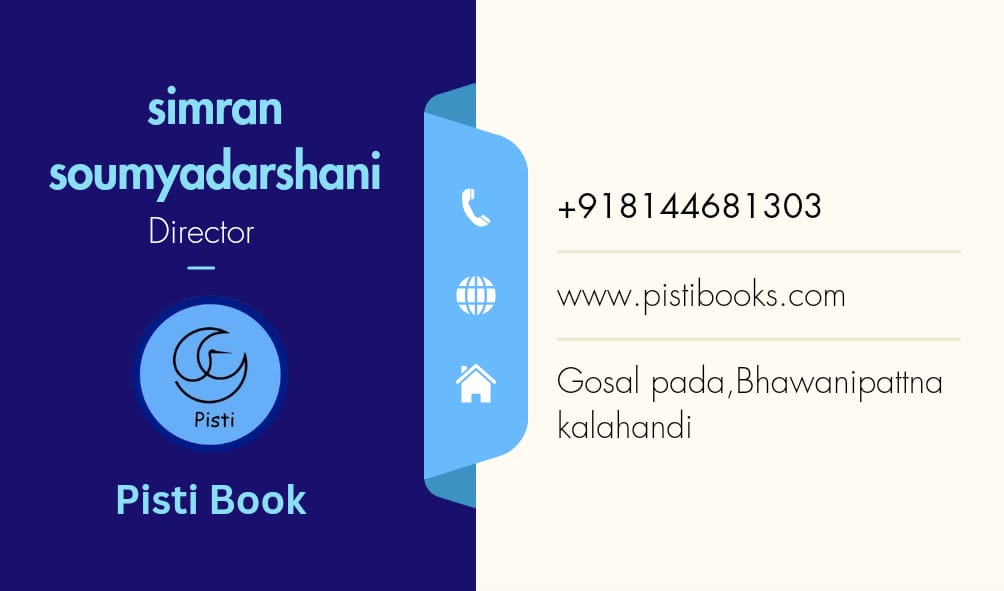 simran
soumyadarshani
Director
Pisti
Pisti Book
+918144681303
www.pistibooks.com
Gosal pada,Bhawanipattna
kalahandi